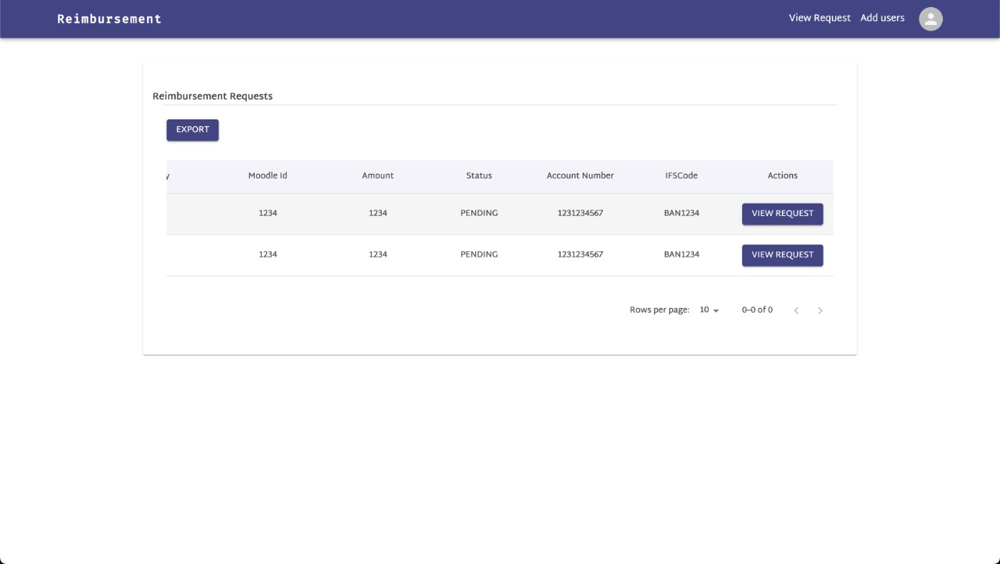 Reimbursement View Request Add users
Reimbursement Requests
EXPORT
y Moodle Id Amount Status Account Number IFSCode Actions
1234 1234 PENDING 1231234567 BAN1234 VIEW REQUEST
1234 1234 PENDING 1231234567 BAN1234 VIEW REQUEST
Rows per page: 10 0–0 of 0